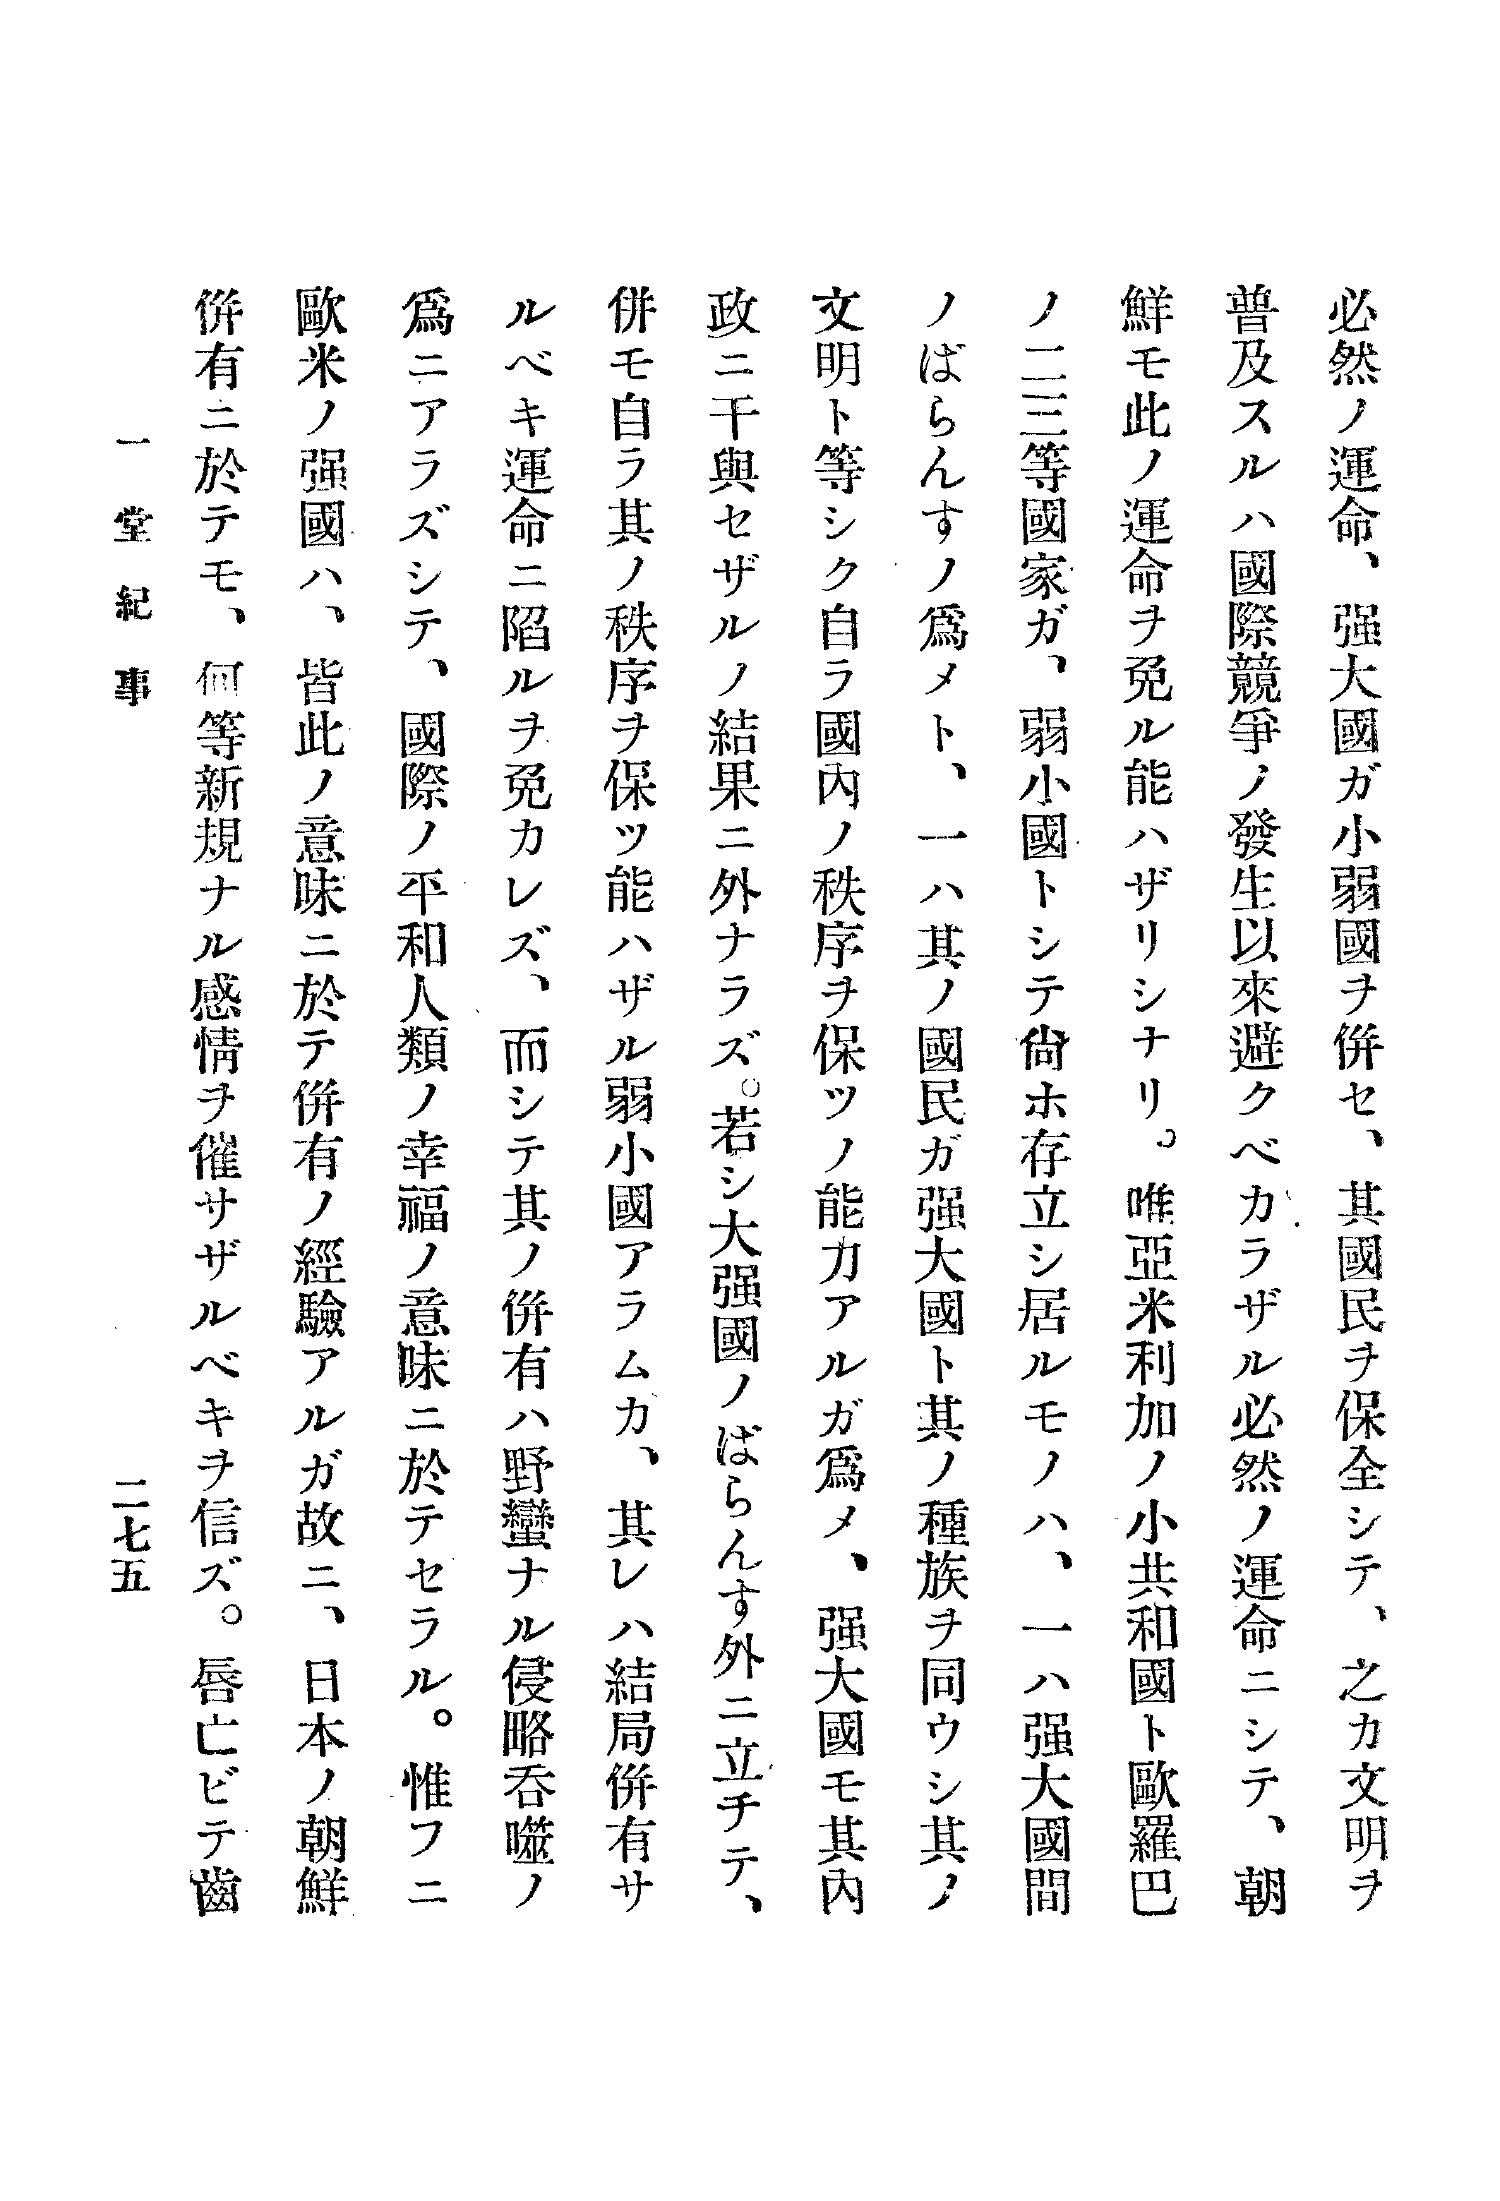 必然ノ運命、强大國ガ小弱國ヲ併セ、其國民ヲ保全シテ、之カ文明ヲ
普及スルハ國際競爭ノ發生以來避クベカラザル必然ノ運命ニシテ、朝
鮮モ此ノ運命ヲ免ル能ハザリシナリ。唯亞米利加ノ小共和國ト歐羅巴
ノ二三等國家ガ、弱小國トシテ尙ホ存立シ居ルモノハ、一ハ强大國間
ノばらんすノ爲メト、一ハ其ノ國民ガ强大國ト其ノ種族ヲ同ウシ其ノ
文明ト等シク自ラ國內ノ秩序ヲ保ツノ能力アルガ爲メ、强大國モ其內
政ニ干與セザルノ結果ニ外ナラズ。若シ大强國ノばらんす外ニ立チテ、
併モ自ラ其ノ秩序ヲ保ツ能ハザル弱小國アラムカ、其レハ結局併有サ
ルベキ運命ニ陷ルヲ免カレズ、而シテ其ノ併有ハ野蠻ナル侵略呑噬ノ
爲ニアラズシテ、國際ノ平和人類ノ幸福ノ意味ニ於テセラル。惟フニ
歐米ノ强國ハ、皆此ノ意味ニ於テ併有ノ經驗アルガ故ニ、日本ノ朝鮮
併有ニ於テモ、何等新規ナル感情ヲ催サザルベキヲ信ズ。唇亡ビテ齒
一堂紀事　二七五